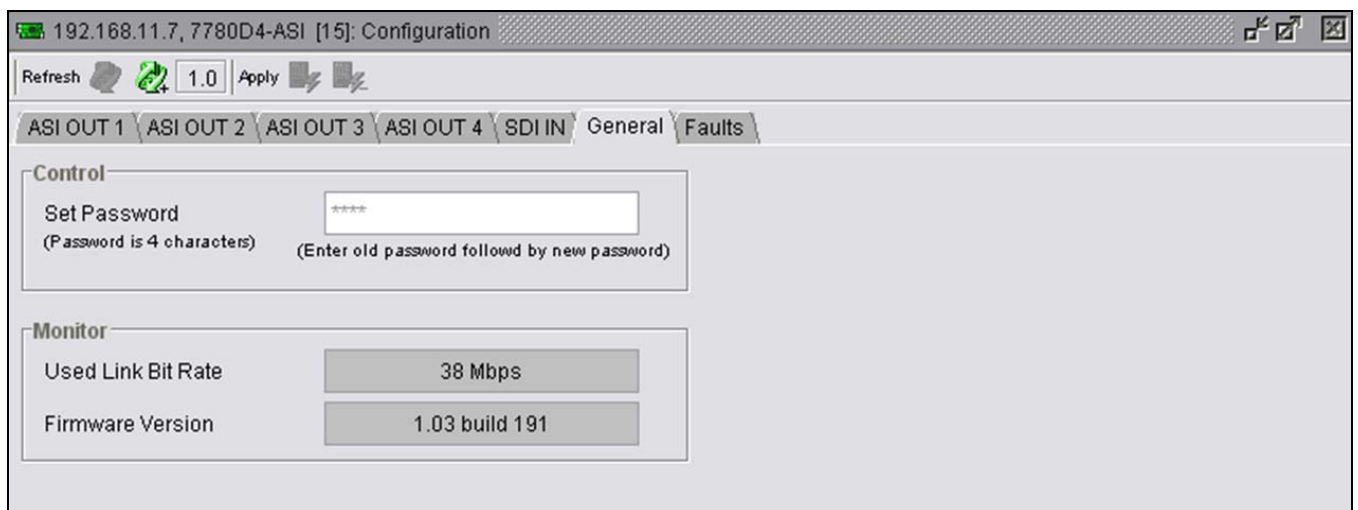 192.168.11.7, 7780D4-ASI [15]: Configuration
Refresh 1.0 Apply
ASI OUT 1 ASI OUT 2 ASI OUT 3 ASI OUT 4 SDI IN General Faults
Control
Set Password ****
(Password is 4 characters) (Enter old password followd by new password)
Monitor
Used Link Bit Rate 38 Mbps
Firmware Version 1.03 build 191